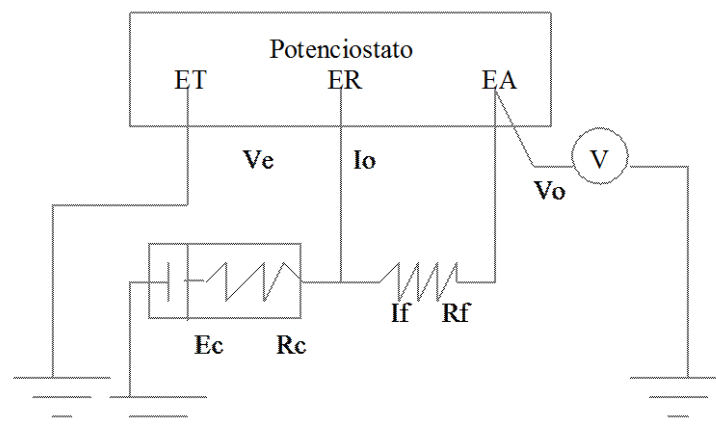 Potenciostato
ET ER EA
Ve Io
V
Vo
If Rf
Ec Rc